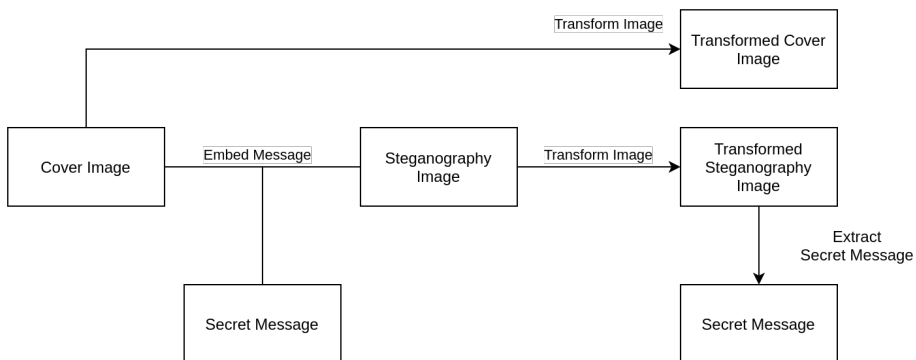 Transform Image
Transformed Cover
Image
Cover Image
Embed Message
Steganography
Image
Transform Image
Transformed
Steganography
Image
Extract
Secret Message
Secret Message
Secret Message